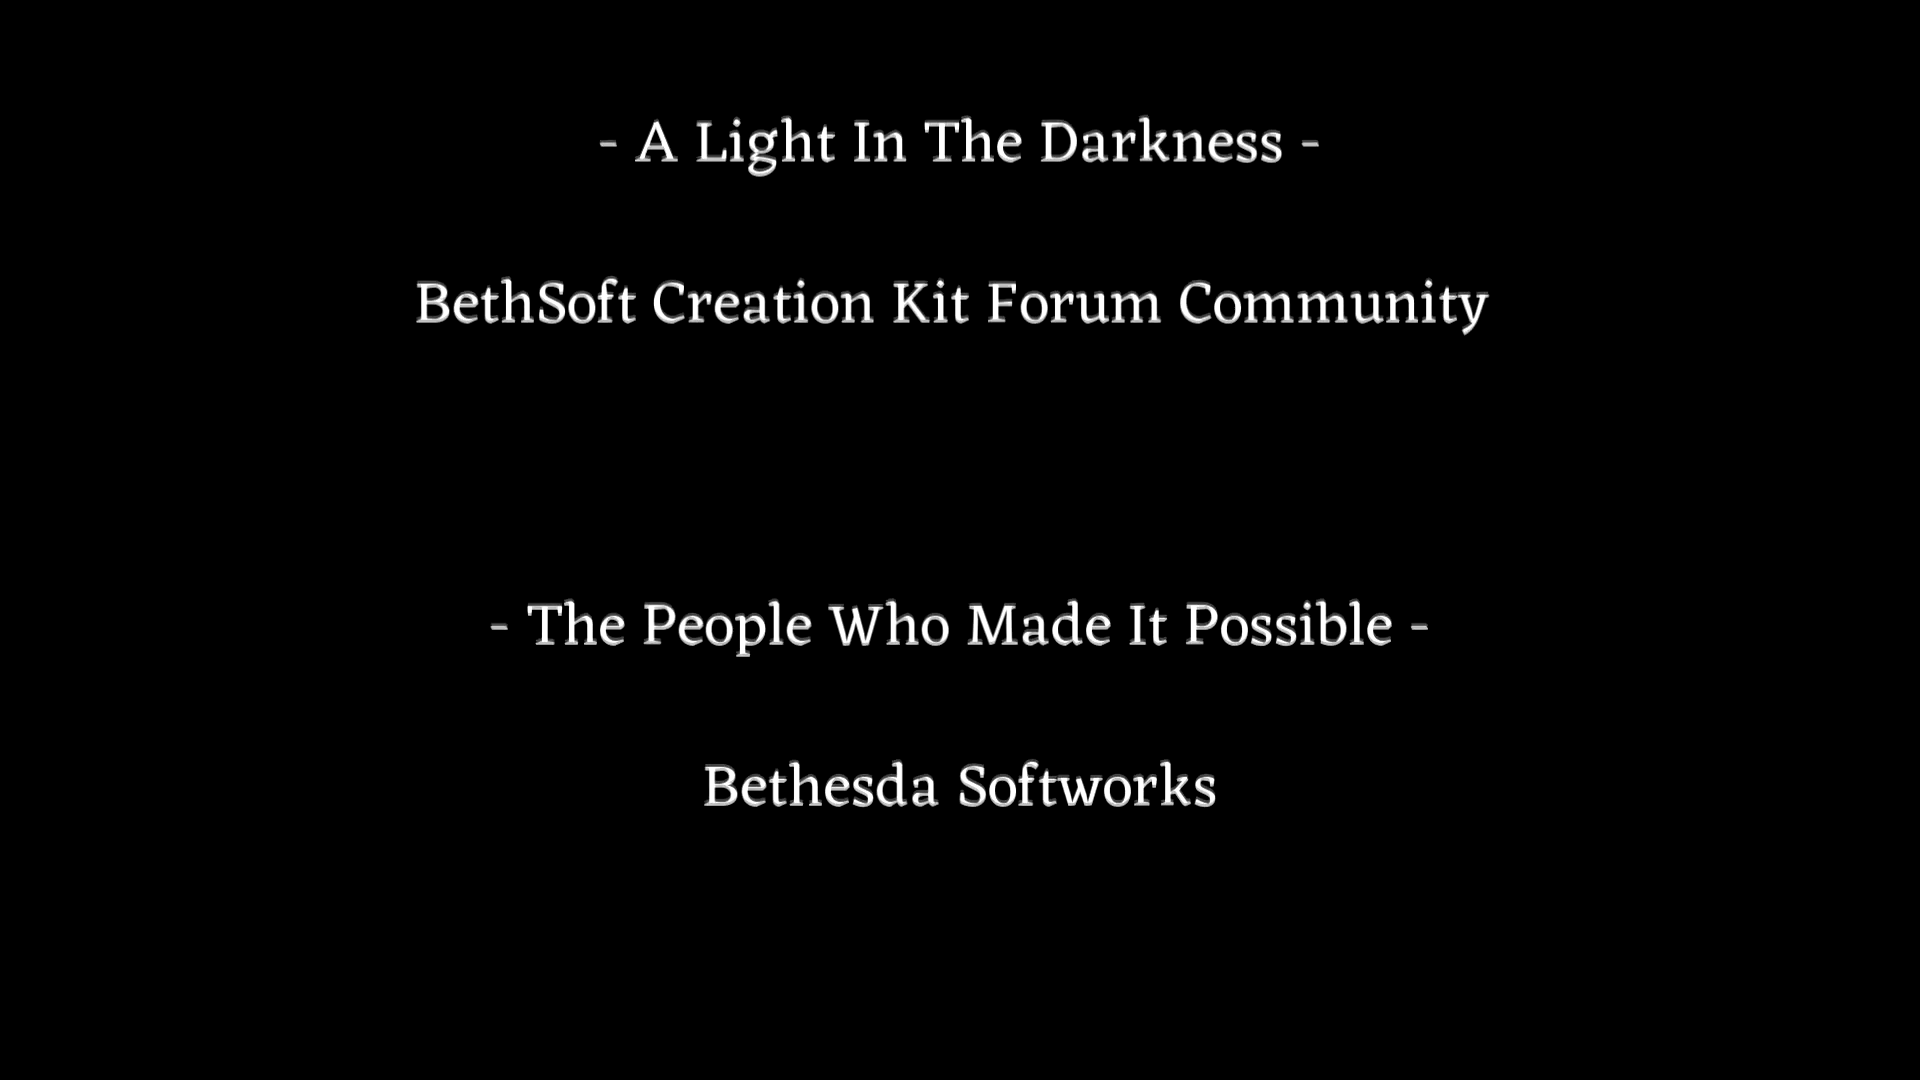 - A Light In The Darkness -
BethSoft Creation Kit Forum Community
- The People Who Made It Possible -
Bethesda Softworks